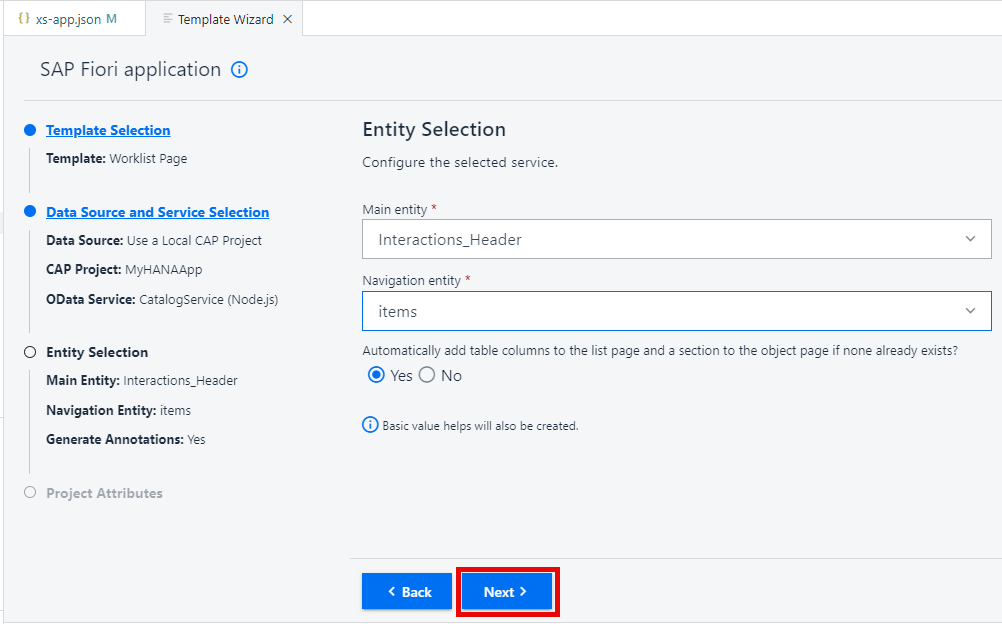 {} xs-app.json M
Template Wizard
SAP Fiori application
Template Selection
Template: Worklist Page
Data Source and Service Selection
Data Source: Use a Local CAP Project
CAP Project: MyHANAApp
OData Service: CatalogService (Node.js)
Entity Selection
Main Entity: Interactions_Header
Navigation Entity: items
Generate Annotations: Yes
Project Attributes
Entity Selection
Configure the selected service.
Main entity *
Interactions_Header
Navigation entity *
items
Automatically add table columns to the list page and a section to the object page if none already exists?
Yes No
Basic value helps will also be created.
< Back Next >